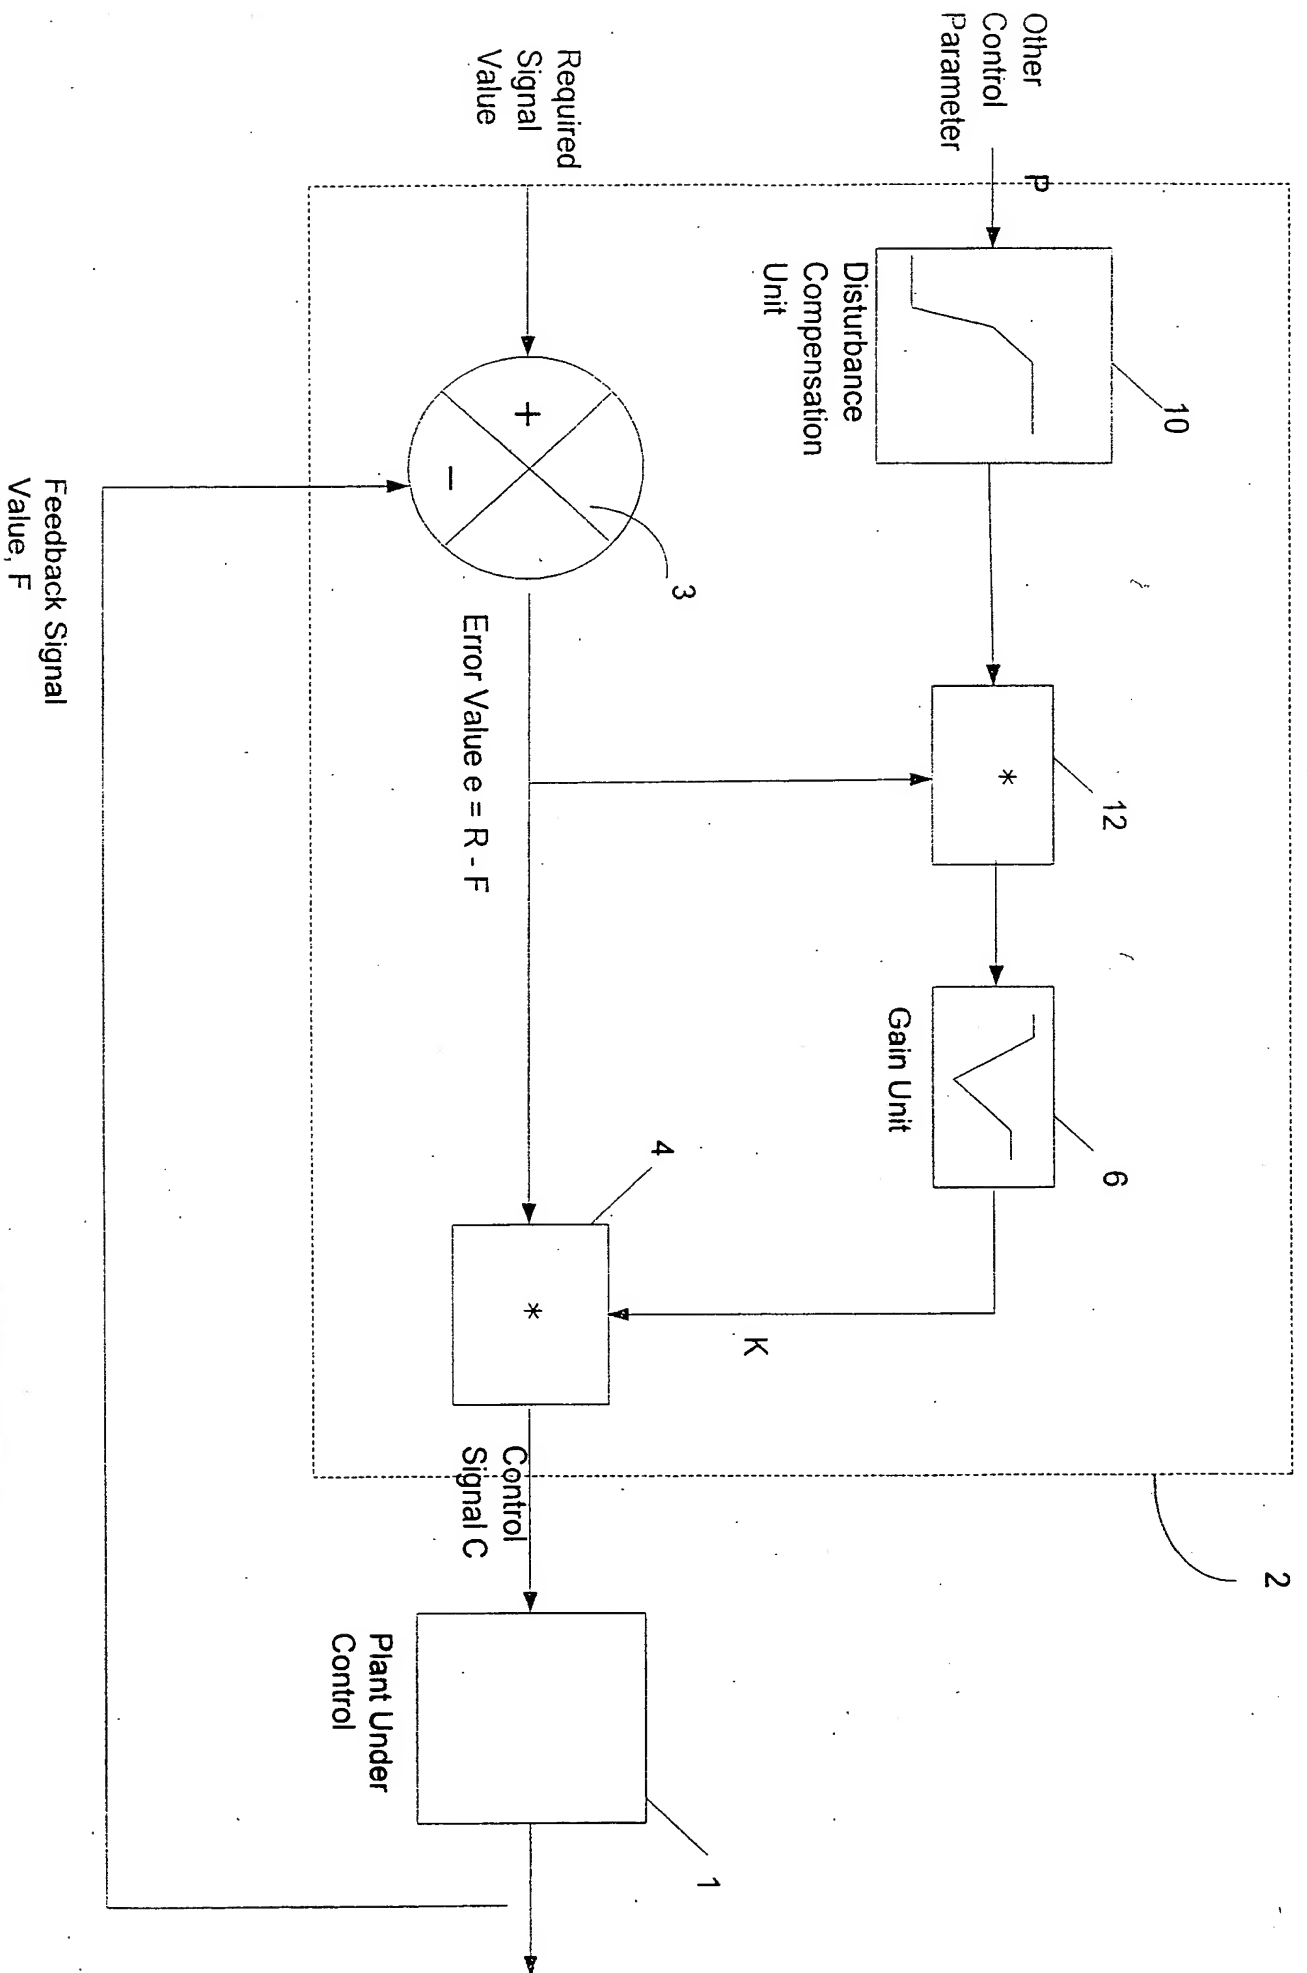 Other
Control
Parameter
P
10
Disturbance
Compensation
Unit
*
12
Gain Unit
6
2
Required
Signal
Value
+
-
3
Error Value e = R - F
4
*
K
Control
Signal C
Plant Under
Control
1
Feedback Signal
Value, F